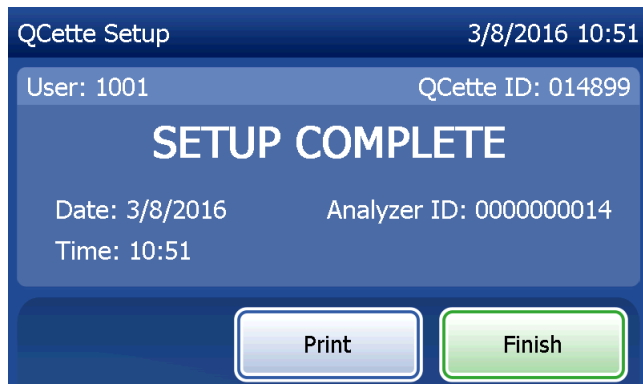 QCette Setup 3/8/2016 10:51
User: 1001 QCette ID: 014899
SETUP COMPLETE
Date: 3/8/2016 Analyzer ID: 0000000014
Time: 10:51
Print Finish